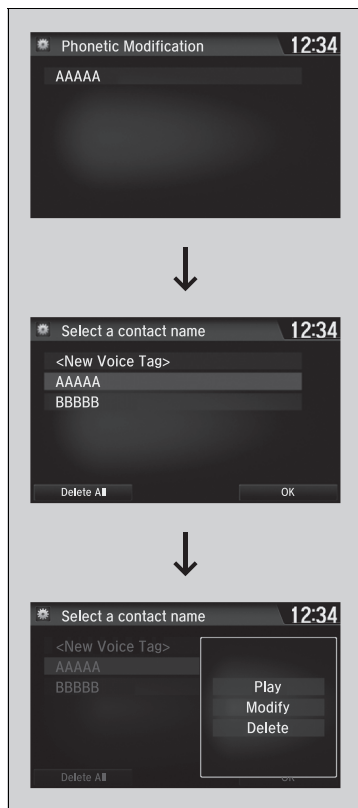 Phonetic Modification 12:34
AAAAA
Select a contact name 12:34
<New Voice Tag>
AAAAA
BBBBB
Delete All OK
Select a contact name 12:34
<New Voice Tag>
AAAAA
BBBBB
Play
Modify
Delete
Delete All OK